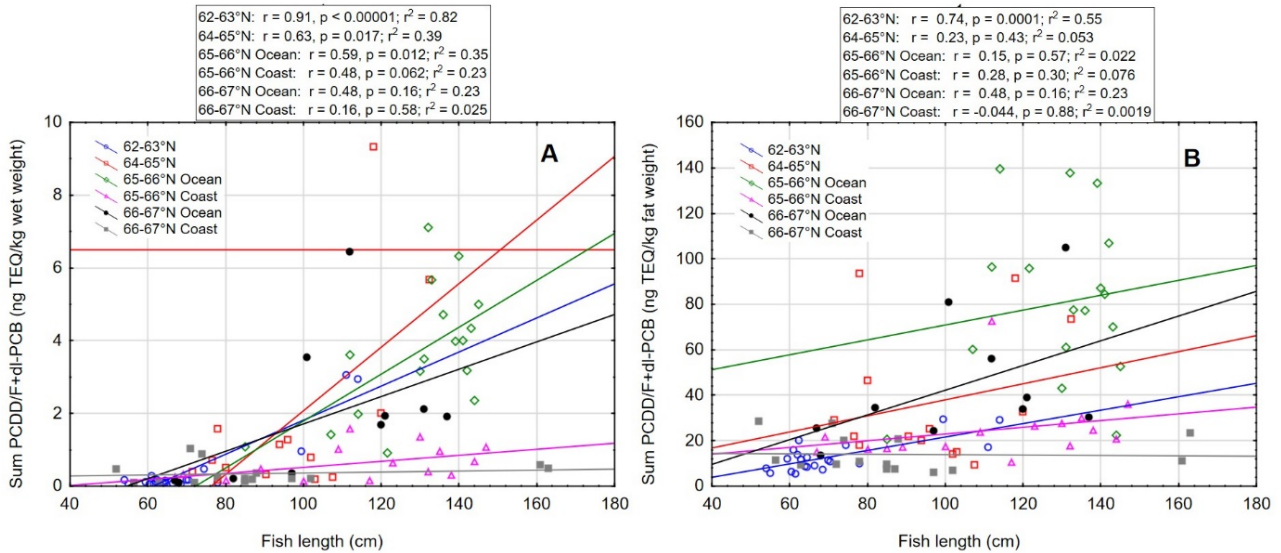 62-63°N: r = 0.91, p < 0.00001; r² = 0.82
64-65°N: r = 0.63, p = 0.017; r² = 0.39
65-66°N Ocean: r = 0.59, p = 0.012; r² = 0.35
65-66°N Coast: r = 0.48, p = 0.062; r² = 0.23
66-67°N Ocean: r = 0.48, p = 0.16; r² = 0.23
66-67°N Coast: r = 0.16, p = 0.58; r² = 0.025
A
62-63°N
64-65°N
65-66°N Ocean
65-66°N Coast
66-67°N Ocean
66-67°N Coast
Sum PCDD/F+dl-PCB (ng TEQ/kg wet weight)
10
8
6
4
2
0
40 60 80 100 120 140 160 180
Fish length (cm)
62-63°N: r = 0.74, p = 0.0001; r² = 0.55
64-65°N: r = 0.23, p = 0.43; r² = 0.053
65-66°N Ocean: r = 0.15, p = 0.57; r² = 0.022
65-66°N Coast: r = 0.28, p = 0.30; r² = 0.076
66-67°N Ocean: r = 0.48, p = 0.16; r² = 0.23
66-67°N Coast: r = -0.044, p = 0.88; r² = 0.0019
B
62-63°N
64-65°N
65-66°N Ocean
65-66°N Coast
66-67°N Ocean
66-67°N Coast
Sum PCDD/F+dl-PCB (ng TEQ/kg fat weight)
160
140
120
100
80
60
40
20
0
40 60 80 100 120 140 160 180
Fish length (cm)